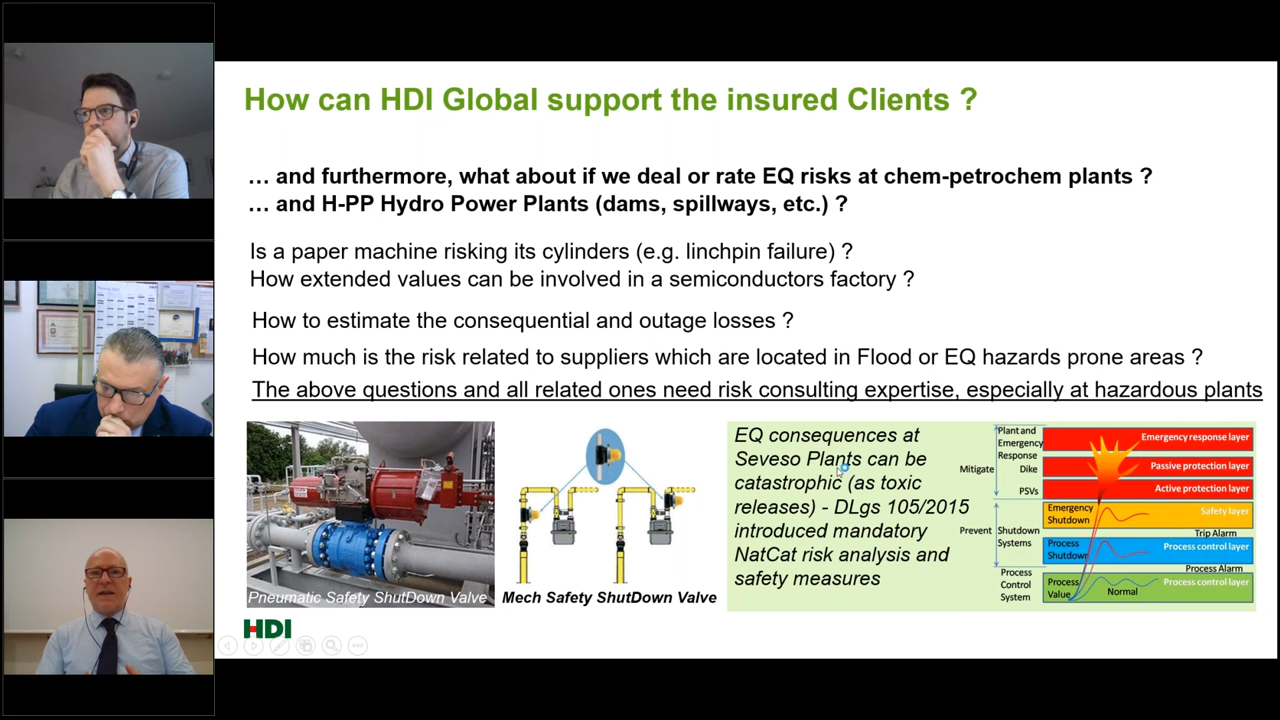 How can HDI Global support the insured Clients ?
… and furthermore, what about if we deal or rate EQ risks at chem-petrochem plants ?
… and H-PP Hydro Power Plants (dams, spillways, etc.) ?
Is a paper machine risking its cylinders (e.g. linchpin failure) ?
How extended values can be involved in a semiconductors factory ?
How to estimate the consequential and outage losses ?
How much is the risk related to suppliers which are located in Flood or EQ hazards prone areas ?
The above questions and all related ones need risk consulting expertise, especially at hazardous plants
Pneumatic Safety ShutDown Valve
Mech Safety ShutDown Valve
EQ consequences at
Seveso Plants can be
catastrophic (as toxic
releases) - DLgs 105/2015
introduced mandatory
NatCat risk analysis and
safety measures
Plant and
Emergency
Response
Emergency response layer
Mitigate
Dike
Passive protection layer
PSVs
Active protection layer
Emergency
Shutdown
Safety layer
Prevent
Shutdown
Systems
Trip Alarm
Process
Shutdown
Process control layer
Process Alarm
Process
Control
System
Process
Value
Normal
Process control layer
HDI